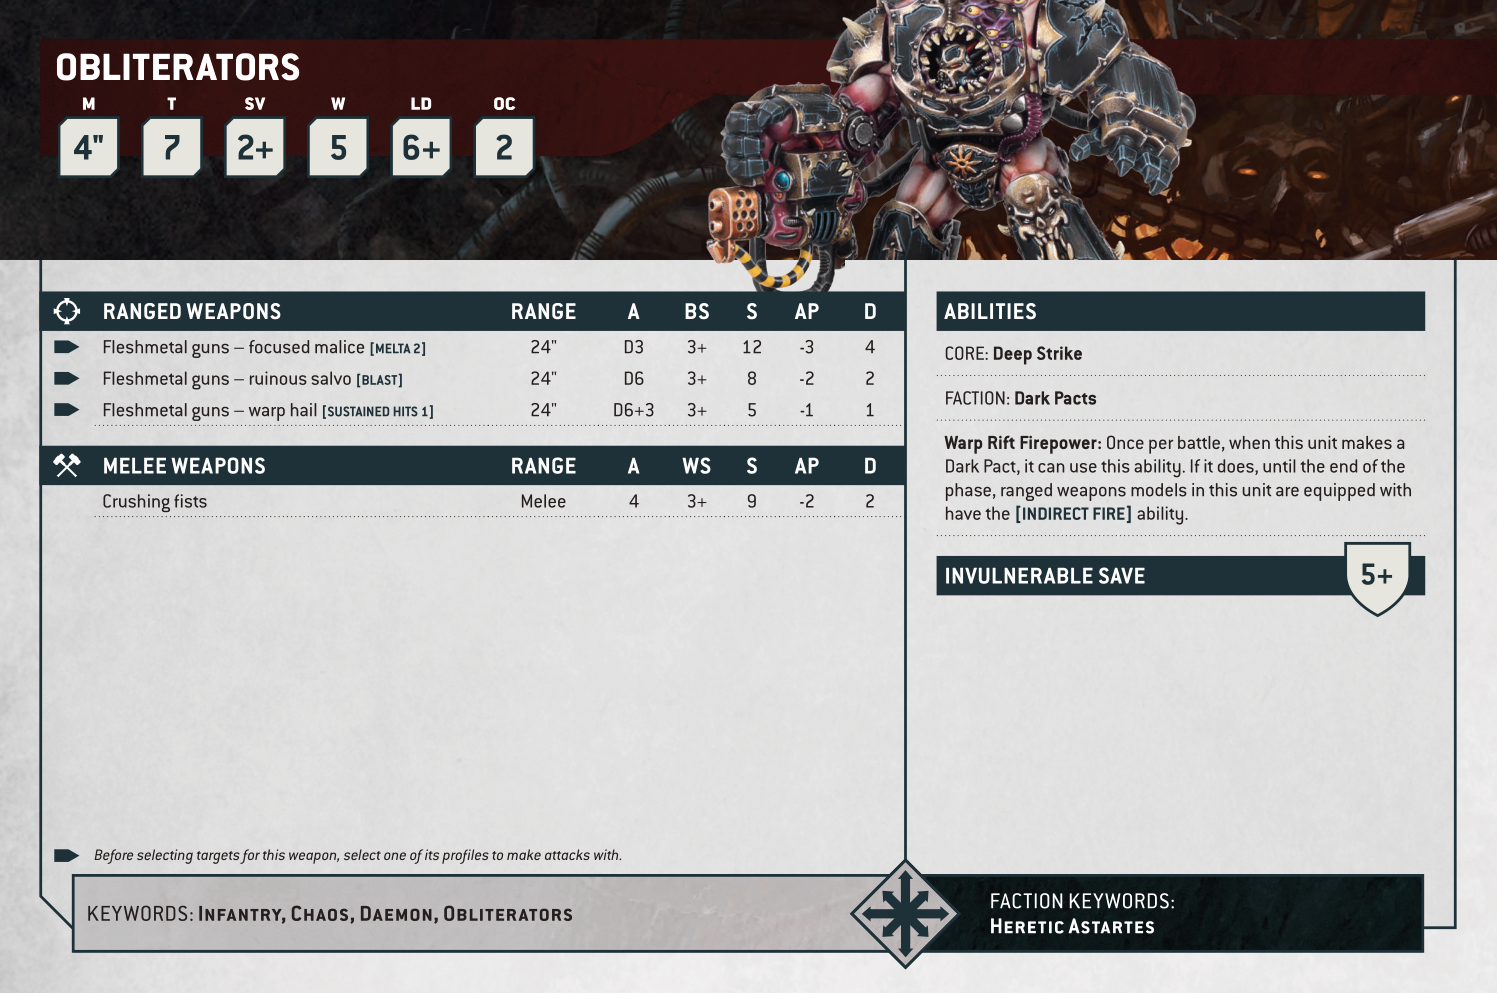 OBLITERATORS
M T SV W LD OC
4" 7 2+ 5 6+ 2
RANGED WEAPONS RANGE A BS S AP D
Fleshmetal guns – focused malice [MELTA 2] 24" D3 3+ 12 -3 4
Fleshmetal guns – ruinous salvo [BLAST] 24" D6 3+ 8 -2 2
Fleshmetal guns – warp hail [SUSTAINED HITS 1] 24" D6+3 3+ 5 -1 1
MELEE WEAPONS RANGE A WS S AP D
Crushing fists Melee 4 3+ 9 -2 2
Before selecting targets for this weapon, select one of its profiles to make attacks with.
ABILITIES
CORE: Deep Strike
FACTION: Dark Pacts
Warp Rift Firepower: Once per battle, when this unit makes a
Dark Pact, it can use this ability. If it does, until the end of the
phase, ranged weapons models in this unit are equipped with
have the [INDIRECT FIRE] ability.
INVULNERABLE SAVE 5+
KEYWORDS: INFANTRY, CHAOS, DAEMON, OBLITERATORS
FACTION KEYWORDS:
HERETIC ASTARTES